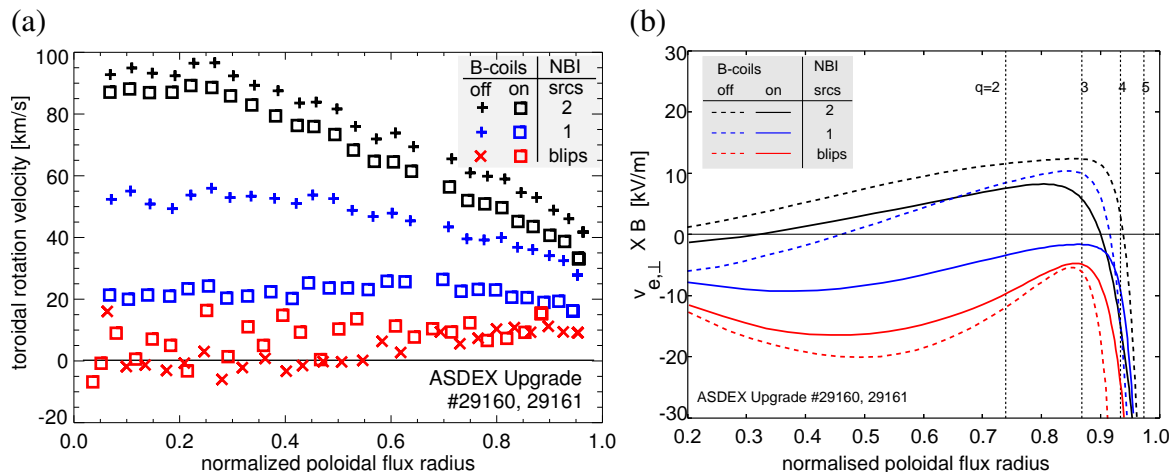 (a)
B-coils NBI
off on srcs
2
1
blips
ASDEX Upgrade
#29160, 29161
toroidal rotation velocity [km/s]
100
80
60
40
20
0
-20
0.0 0.2 0.4 0.6 0.8 1.0
normalized poloidal flux radius
(b)
B-coils NBI
off on srcs
2
1
blips
q=2 3 4 5
ASDEX Upgrade #29160, 29161
v e,⊥ X B [kV/m]
30
20
10
0
-10
-20
-30
0.2 0.3 0.4 0.5 0.6 0.7 0.8 0.9 1.0
normalised poloidal flux radius